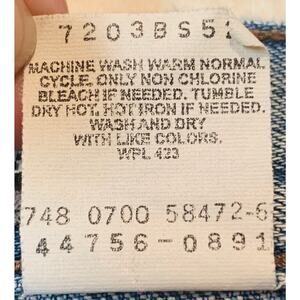 7203BS51
MACHINE WASH WARM NORMAL
CYCLE. ONLY NON CHLORINE
BLEACH IF NEEDED. TUMBLE
DRY HOT. HOT IRON IF NEEDED.
WASH AND DRY
WITH LIKE COLORS.
WPL 423
748 0700 58472-6
44756-0891